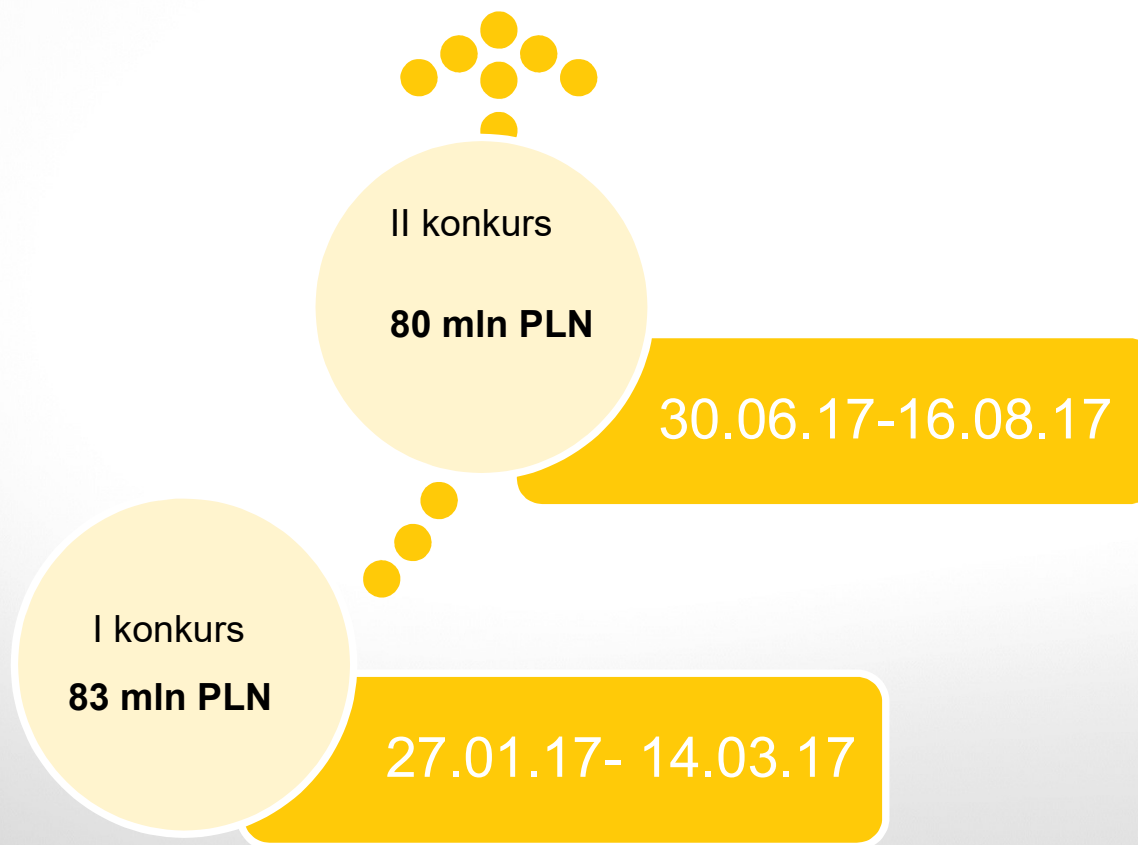 II konkurs
80 mln PLN
30.06.17-16.08.17
I konkurs
83 mln PLN
27.01.17- 14.03.17